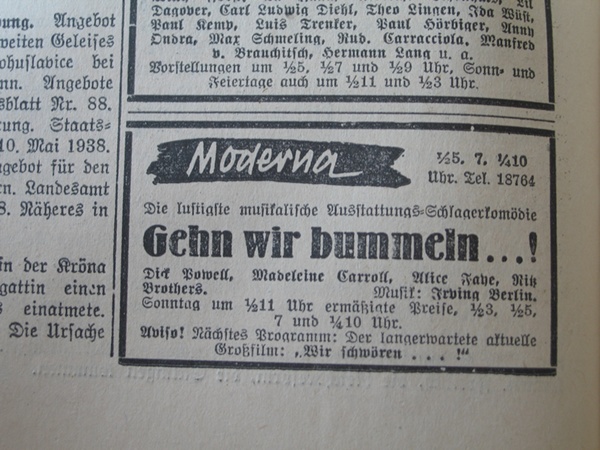 Dagover, Carl Ludwig Diehl, Theo Lingen, Ida Wüst,
Paul Kemp, Luis Trenker, Paul Hörbiger, Anny
Ondra, Max Schmeling, Rud. Carracciola, Manfred
v. Brauchitsch, Hermann Lang u. a.
Vorstellungen um ½5, ½7 und ½9 Uhr, Sonn- und
Feiertage auch um ½11 und ½3 Uhr.
Moderna
½5, 7, ¼10
Uhr. Tel. 18764
Die lustigste musikalische Ausstattungs-Schlagerkomödie
Gehn wir bummeln...!
Dick Powell, Madeleine Carroll, Alice Faye, Ritz
Brothers. Musik: Irving Berlin.
Sonntag um ½11 Uhr ermäßigte Preise, ½3, ½5,
7 und ¼10 Uhr.
Aviso! Nächstes Programm: Der langerwartete aktuelle
Großfilm: „Wir schwören . . . !"
ung. Angebot
weiten Geleises
ohuslavice bei
nn. Angebote
sblatt Nr. 88.
tung. Staats-
10. Mai 1938.
ngebot für den
rn. Landesamt
8. Näheres in
in der Kröna
gattin einen
s einatmete.
Die Ursache